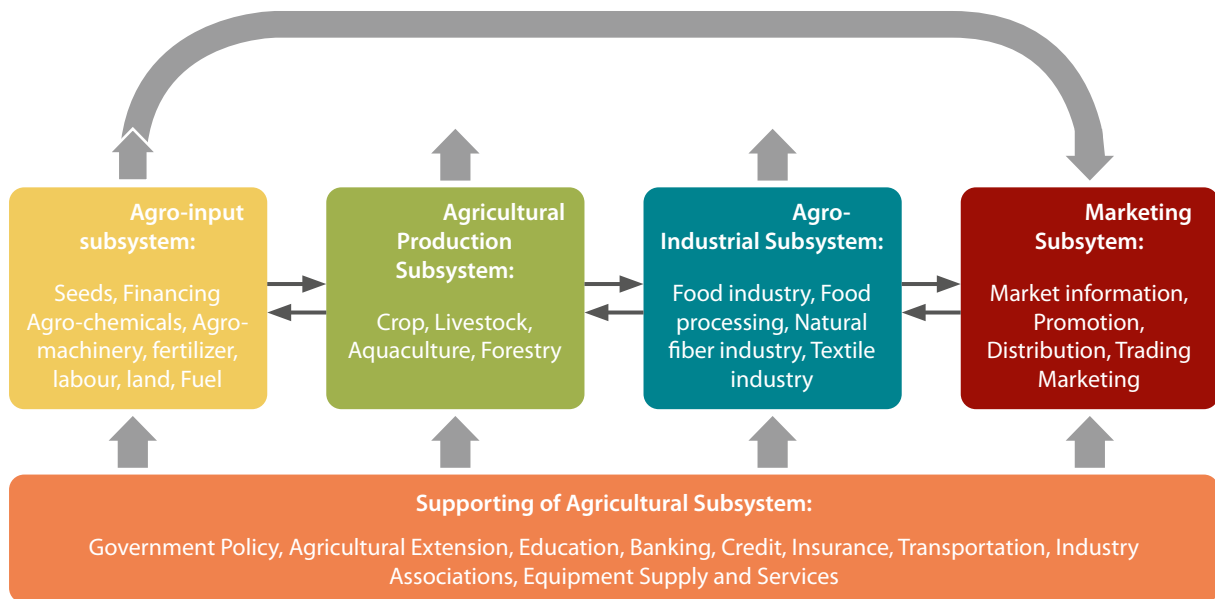 Agro-input
subsystem:
Seeds, Financing
Agro-chemicals, Agro-
machinery, fertilizer,
labour, land, Fuel
Agricultural
Production
Subsystem:
Crop, Livestock,
Aquaculture, Forestry
Agro-
Industrial Subsystem:
Food industry, Food
processing, Natural
fiber industry, Textile
industry
Marketing
Subsytem:
Market information,
Promotion,
Distribution, Trading
Marketing
Supporting of Agricultural Subsystem:
Government Policy, Agricultural Extension, Education, Banking, Credit, Insurance, Transportation, Industry
Associations, Equipment Supply and Services